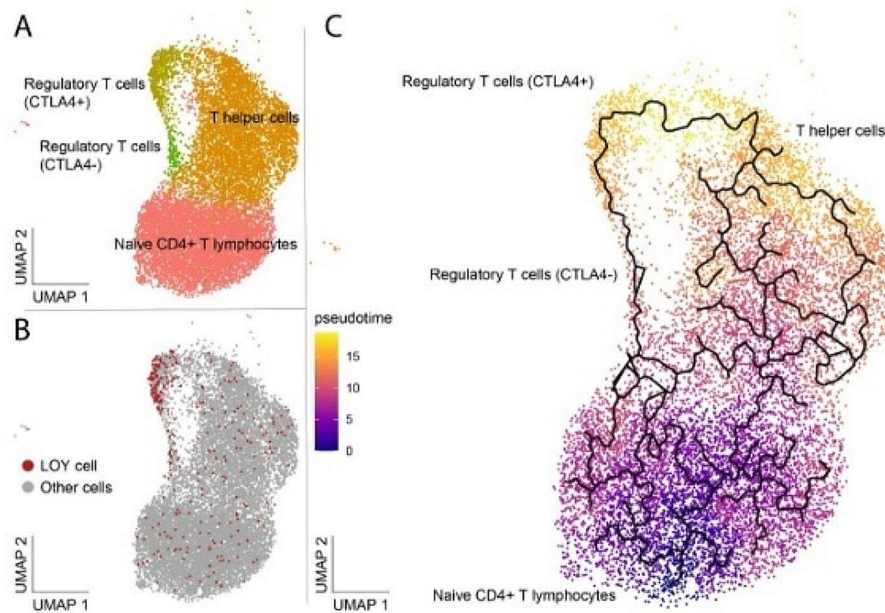 A
Regulatory T cells
(CTLA4+)
T helper cells
Regulatory T cells
(CTLA4-)
Naive CD4+ T lymphocytes
UMAP 2
UMAP 1
B
LOY cell
Other cells
UMAP 2
UMAP 1
C
Regulatory T cells (CTLA4+)
T helper cells
Regulatory T cells (CTLA4-)
pseudotime
15
10
5
0
UMAP 2
UMAP 1
Naive CD4+ T lymphocytes